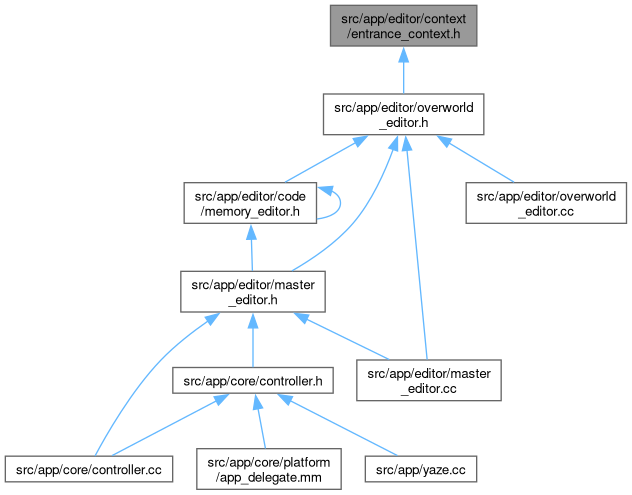 src/app/editor/context
/entrance_context.h
src/app/editor/overworld
_editor.h
src/app/editor/code
/memory_editor.h
src/app/editor/overworld
_editor.cc
src/app/editor/master
_editor.h
src/app/core/controller.h
src/app/editor/master
_editor.cc
src/app/core/controller.cc
src/app/core/platform
/app_delegate.mm
src/app/yaze.cc